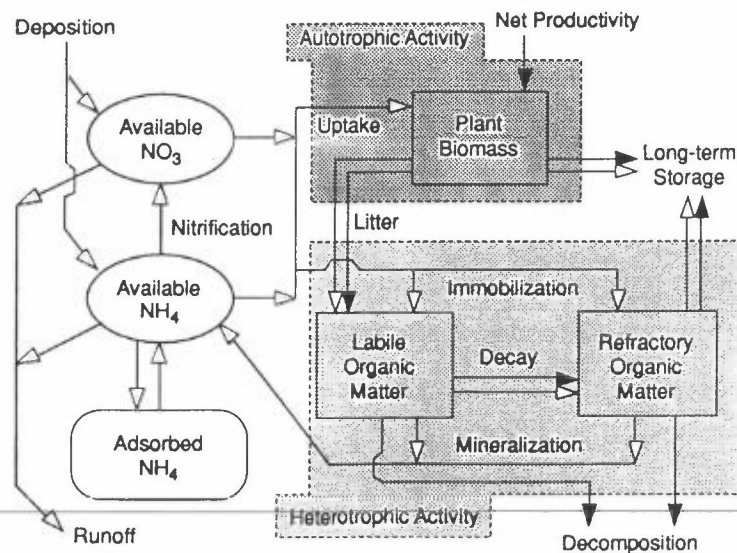 Deposition
Autotrophic Activity
Net Productivity
Available
NO₃
Uptake
Plant
Biomass
Long-term
Storage
Nitrification
Litter
Available
NH₄
Immobilization
Labile
Organic
Matter
Decay
Refractory
Organic
Matter
Adsorbed
NH₄
Mineralization
Heterotrophic Activity
Runoff
Decomposition